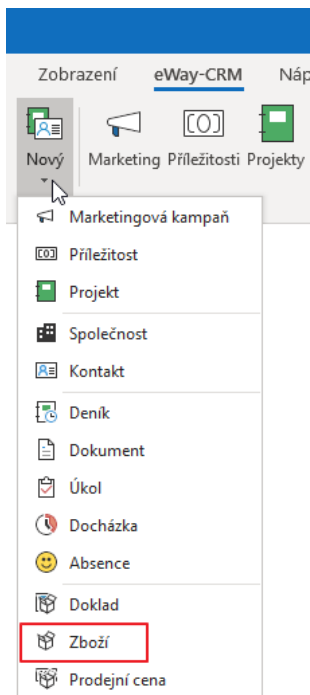 Zobrazení eWay-CRM Náp
Nový Marketing Příležitosti Projekty
Marketingová kampaň
Příležitost
Projekt
Společnost
Kontakt
Deník
Dokument
Úkol
Docházka
Absence
Doklad
Zboží
Prodejní cena